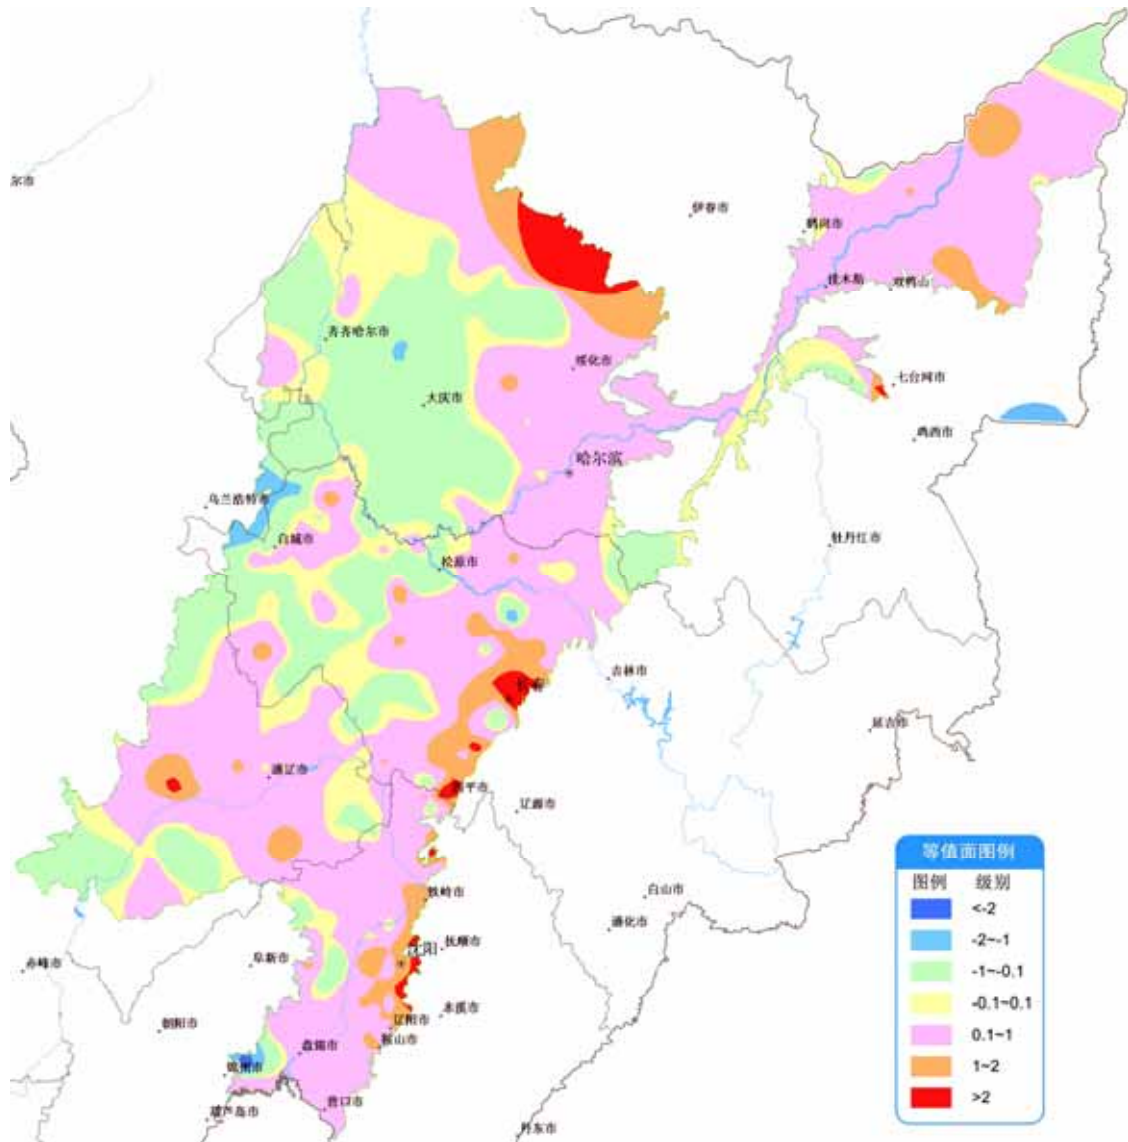 尔市
伊春市
鹤岗市
佳木斯
双鸭山
齐齐哈尔市
绥化市
七台河市
大庆市
鸡西市
哈尔滨
乌兰浩特市
白城市
牡丹江市
松原市
吉林市
长春
延吉市
通辽市
四平市
辽源市
白山市
铁岭市
通化市
沈阳
抚顺市
赤峰市
阜新市
本溪市
朝阳市
辽阳市
鞍山市
盘锦市
锦州市
营口市
葫芦岛市
丹东市
等值面图例
图例 级别
<-2
-2~-1
-1~-0.1
-0.1~0.1
0.1~1
1~2
>2